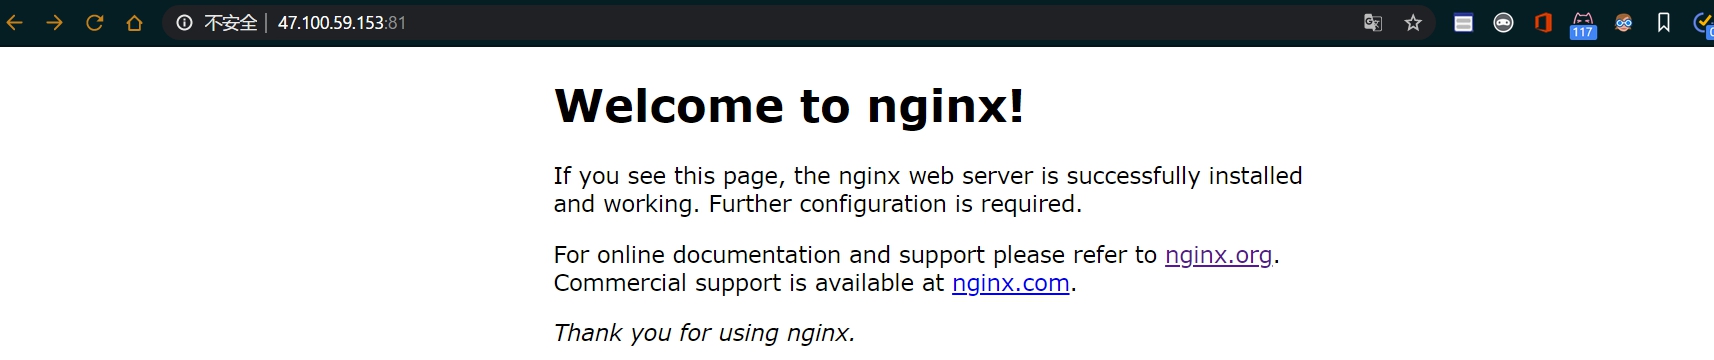 不安全 | 47.100.59.153:81
117
Welcome to nginx!
If you see this page, the nginx web server is successfully installed
and working. Further configuration is required.
For online documentation and support please refer to nginx.org.
Commercial support is available at nginx.com.
Thank you for using nginx.